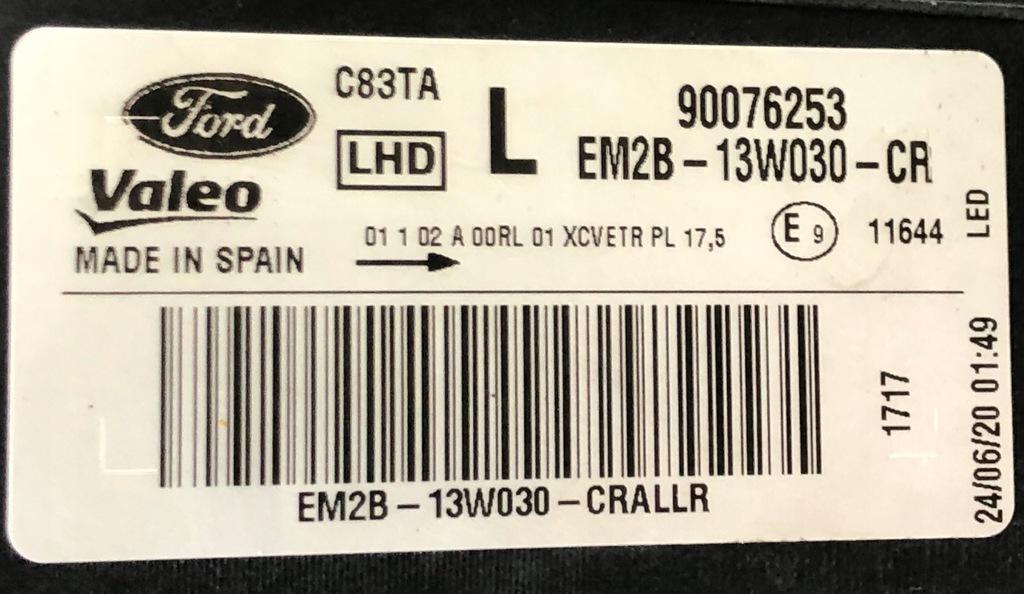 Ford
Valeo
MADE IN SPAIN
C83TA
LHD
L
90076253
EM2B-13W030-CR
01 1 02 A 00RL 01 XCVETR PL 17,5
E 9
11644
LED
EM2B-13W030-CRALLR
1717
24/06/20 01:49